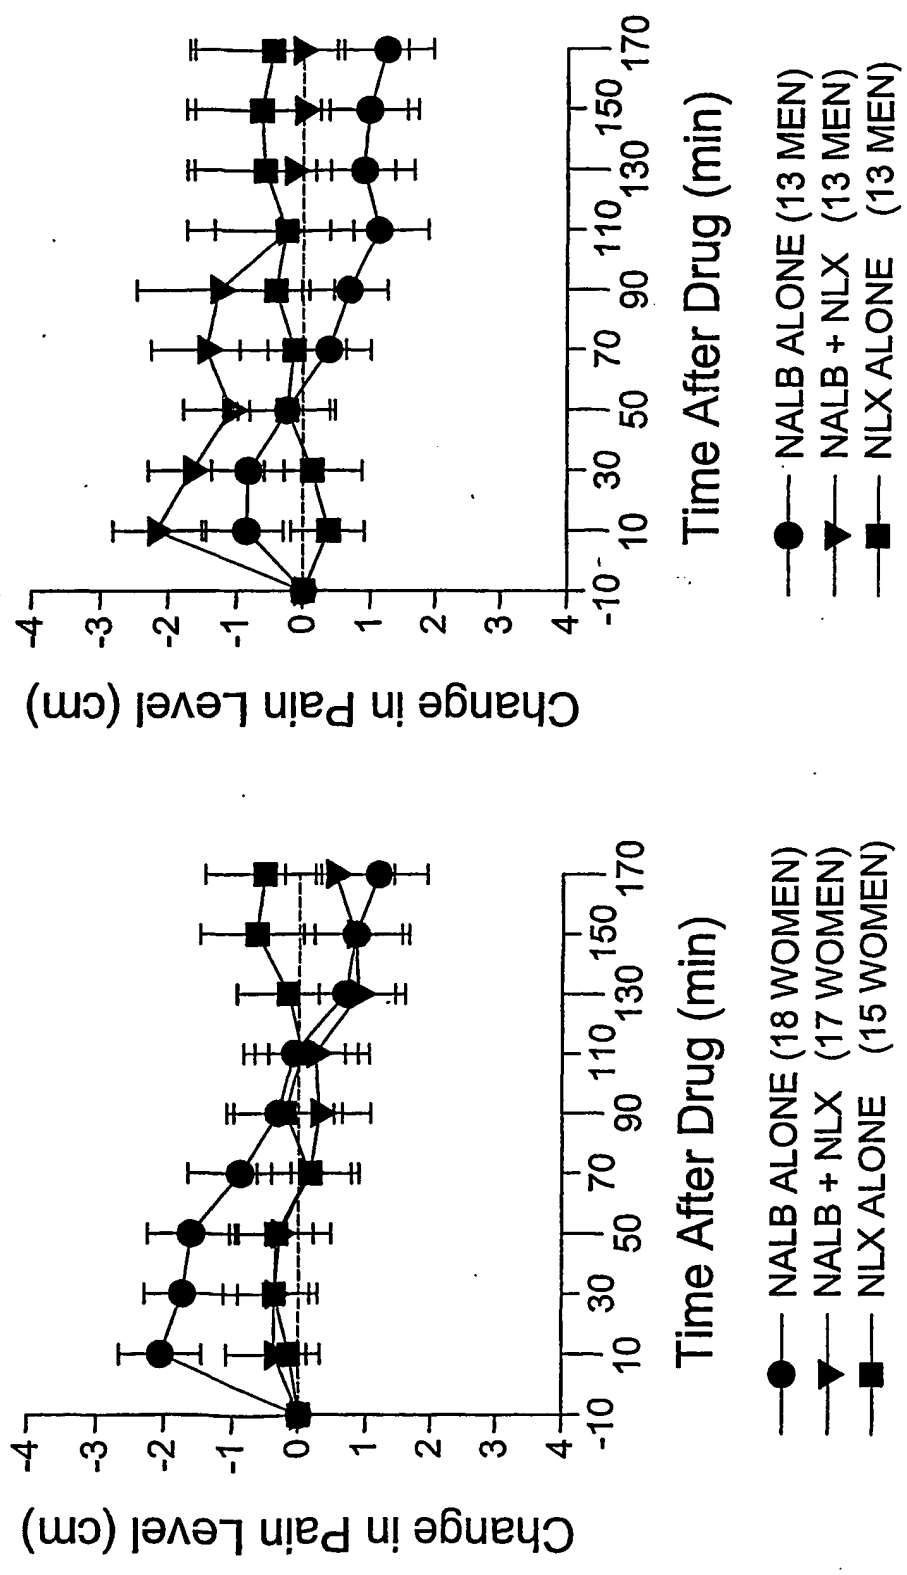 Change in Pain Level (cm)
-4
-3
-2
-1
0
1
2
3
4
-10 10 30 50 70 90 110 130 150 170
Time After Drug (min)
NALB ALONE (18 WOMEN)
NALB + NLX (17 WOMEN)
NLX ALONE (15 WOMEN)
Change in Pain Level (cm)
-4
-3
-2
-1
0
1
2
3
4
-10 10 30 50 70 90 110 130 150 170
Time After Drug (min)
NALB ALONE (13 MEN)
NALB + NLX (13 MEN)
NLX ALONE (13 MEN)